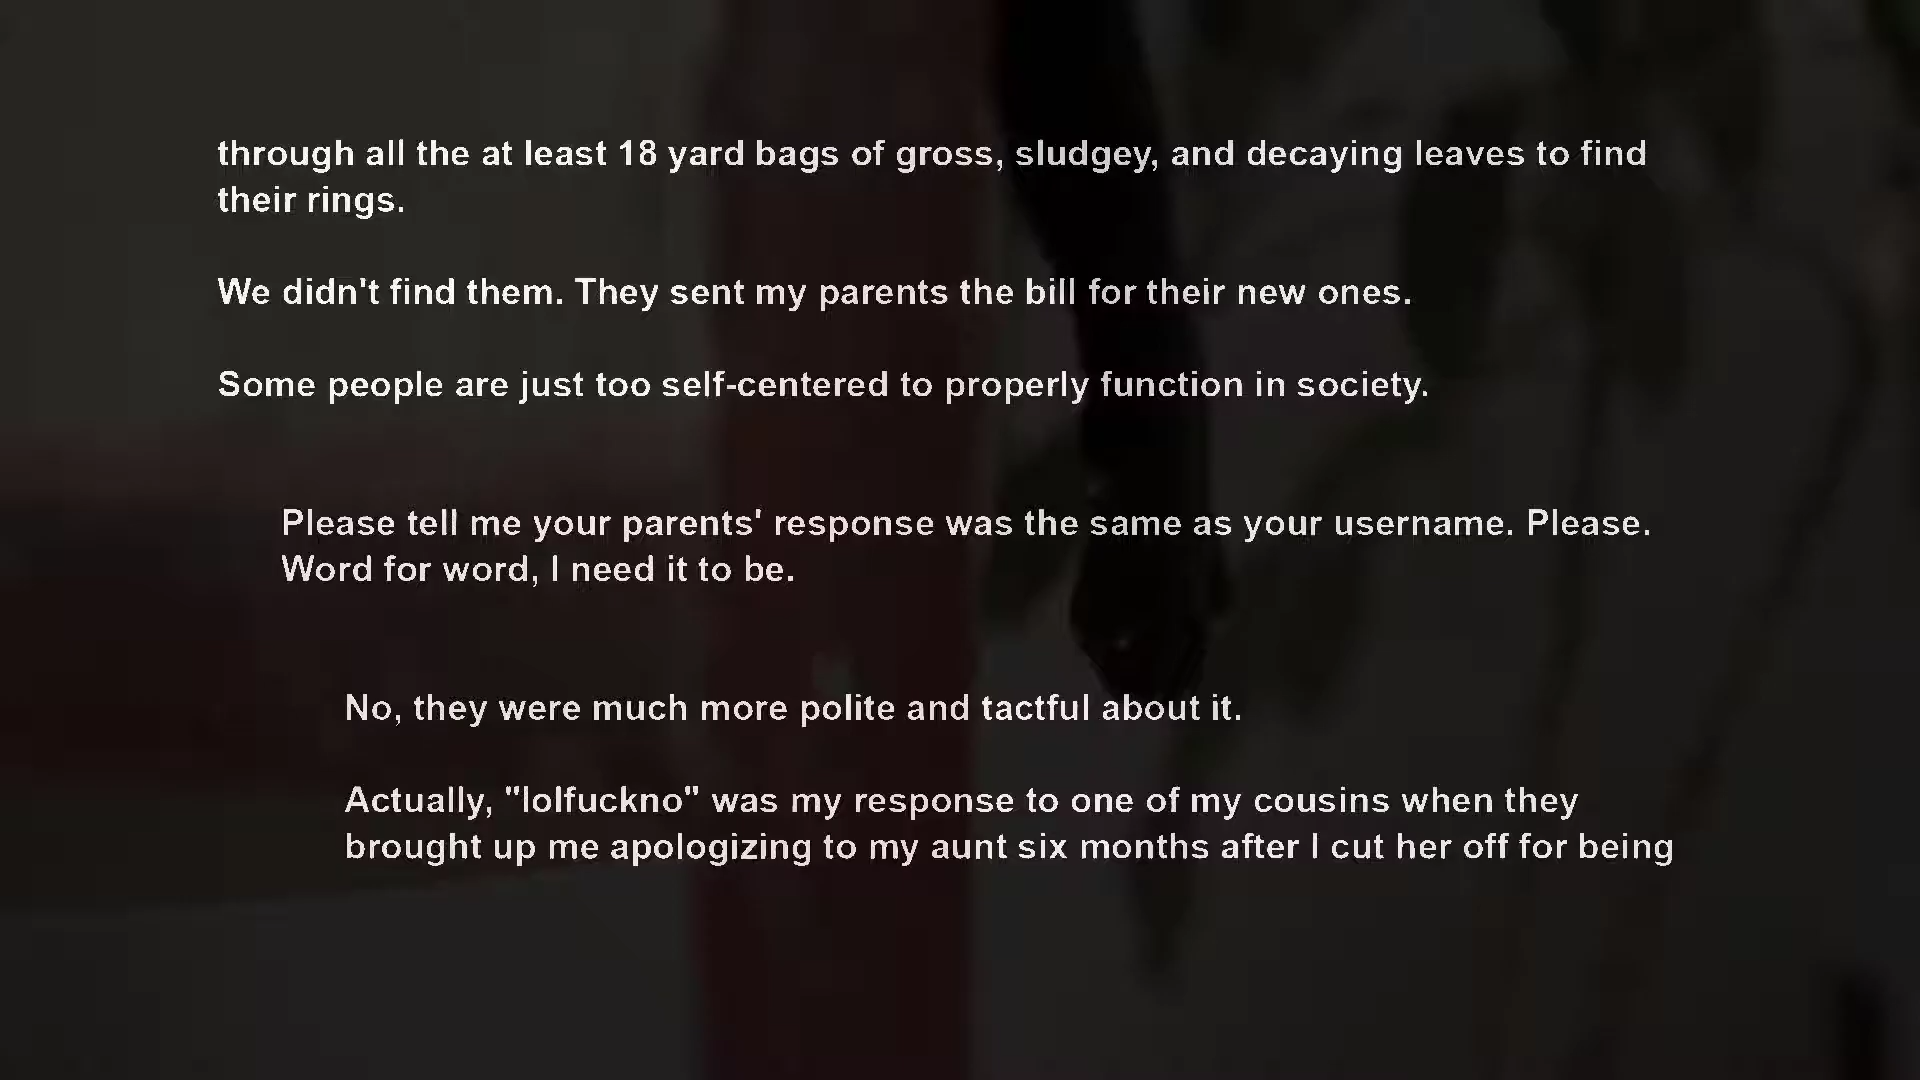 through all the at least 18 yard bags of gross, sludgey, and decaying leaves to find
their rings.
We didn't find them. They sent my parents the bill for their new ones.
Some people are just too self-centered to properly function in society.
Please tell me your parents' response was the same as your username. Please.
Word for word, I need it to be.
No, they were much more polite and tactful about it.
Actually, "lolfuckno" was my response to one of my cousins when they
brought up me apologizing to my aunt six months after I cut her off for being